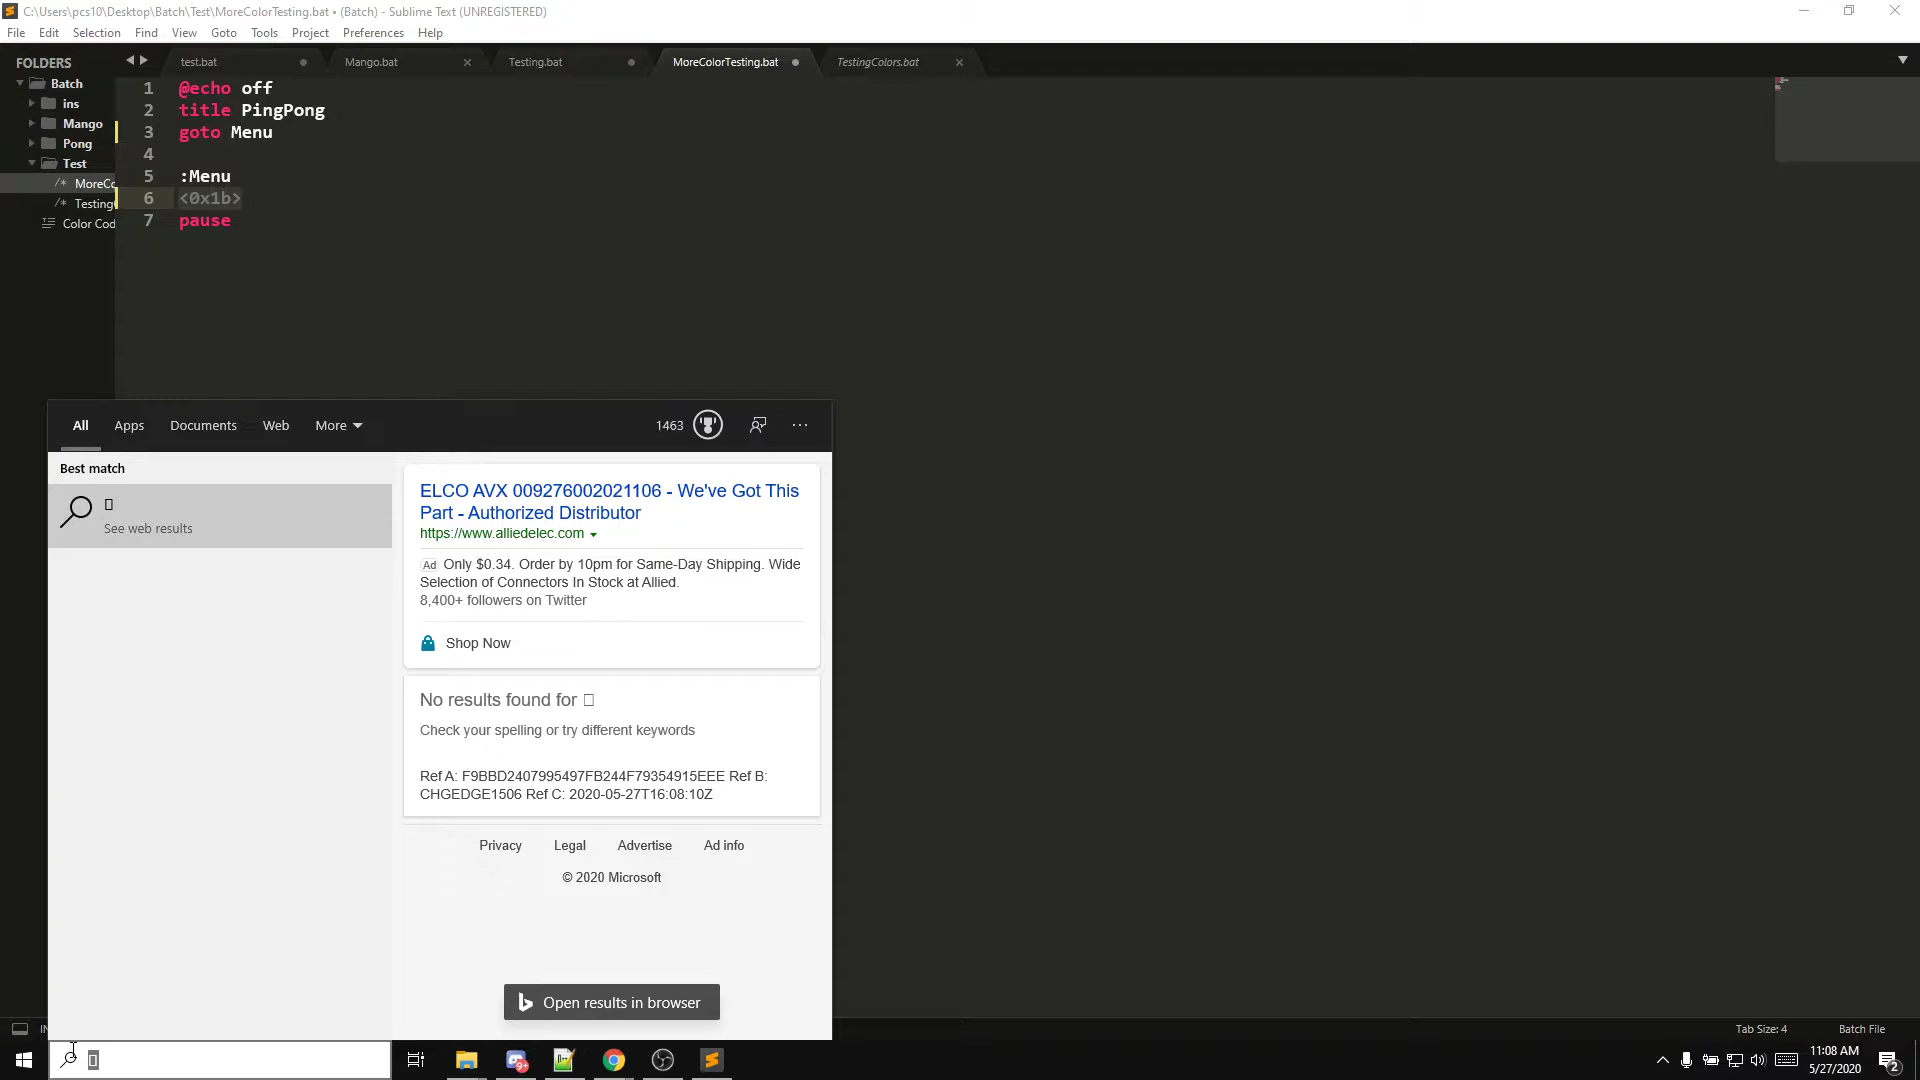 C:\Users\pcs10\Desktop\Batch\Test\MoreColorTesting.bat • (Batch) - Sublime Text (UNREGISTERED)
File Edit Selection Find View Goto Tools Project Preferences Help
FOLDERS
Batch
ins
Mango
Pong
Test
/* MoreCo
/* Testing
Color Cod
test.bat
Mango.bat
Testing.bat
MoreColorTesting.bat
TestingColors.bat
1 @echo off
2 title PingPong
3 goto Menu
4
5 :Menu
6 <0x1b>
7 pause
All Apps Documents Web More
1463
Best match
See web results
ELCO AVX 009276002021106 - We've Got This
Part - Authorized Distributor
https://www.alliedelec.com
Ad Only $0.34. Order by 10pm for Same-Day Shipping. Wide
Selection of Connectors In Stock at Allied.
8,400+ followers on Twitter
Shop Now
No results found for 
Check your spelling or try different keywords
Ref A: F9BBD2407995497FB244F79354915EEE Ref B:
CHGEDGE1506 Ref C: 2020-05-27T16:08:10Z
Privacy Legal Advertise Ad info
© 2020 Microsoft
Open results in browser
Tab Size: 4
Batch File
9+
11:08 AM
5/27/2020
2